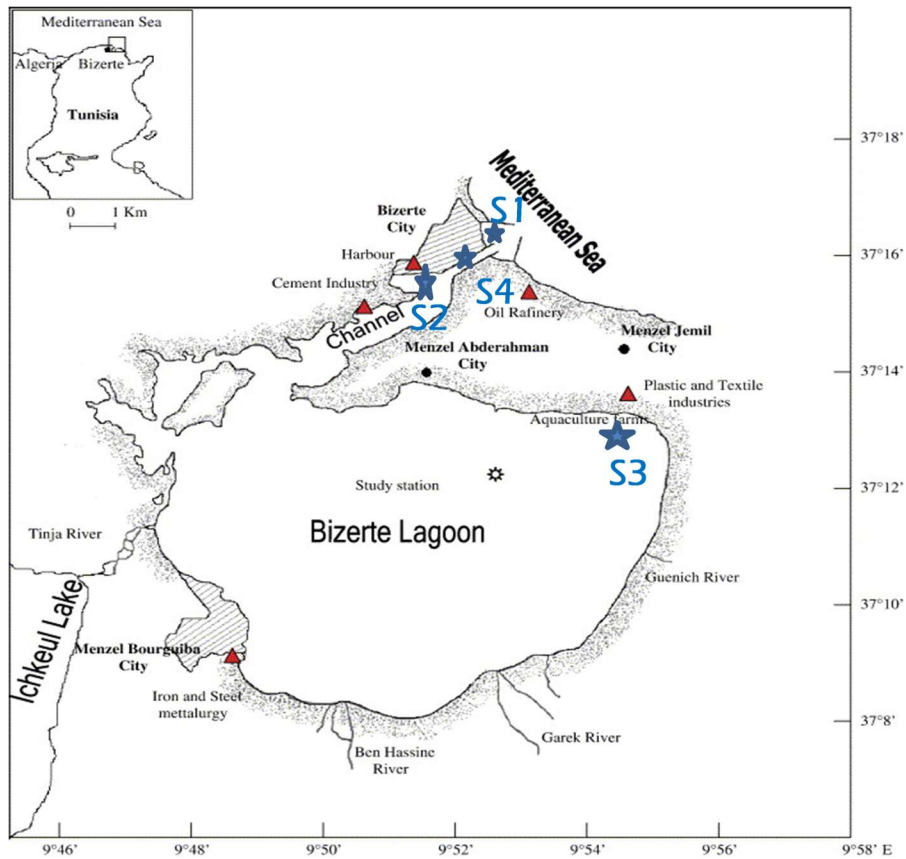 Mediterranean Sea
Algeria
Bizerte
Tunisia
0
1 Km
37°18'
Mediterranean Sea
S1
Bizerte
City
Harbour
37°16'
Cement Industry
S4
S2
Oil Rafinery
Channel
Menzel Jemil
City
Menzel Abderahman
City
37°14'
Plastic and Textile
industries
Aquaculture farms
S3
Study station
37°12'
Tinja River
Bizerte Lagoon
Guenich River
37°10'
Ichkeul Lake
Menzel Bourguiba
City
Iron and Steel
mettalurgy
37°8'
Garek River
Ben Hassine
River
9°46'
9°48'
9°50'
9°52'
9°54'
9°56'
9°58' E